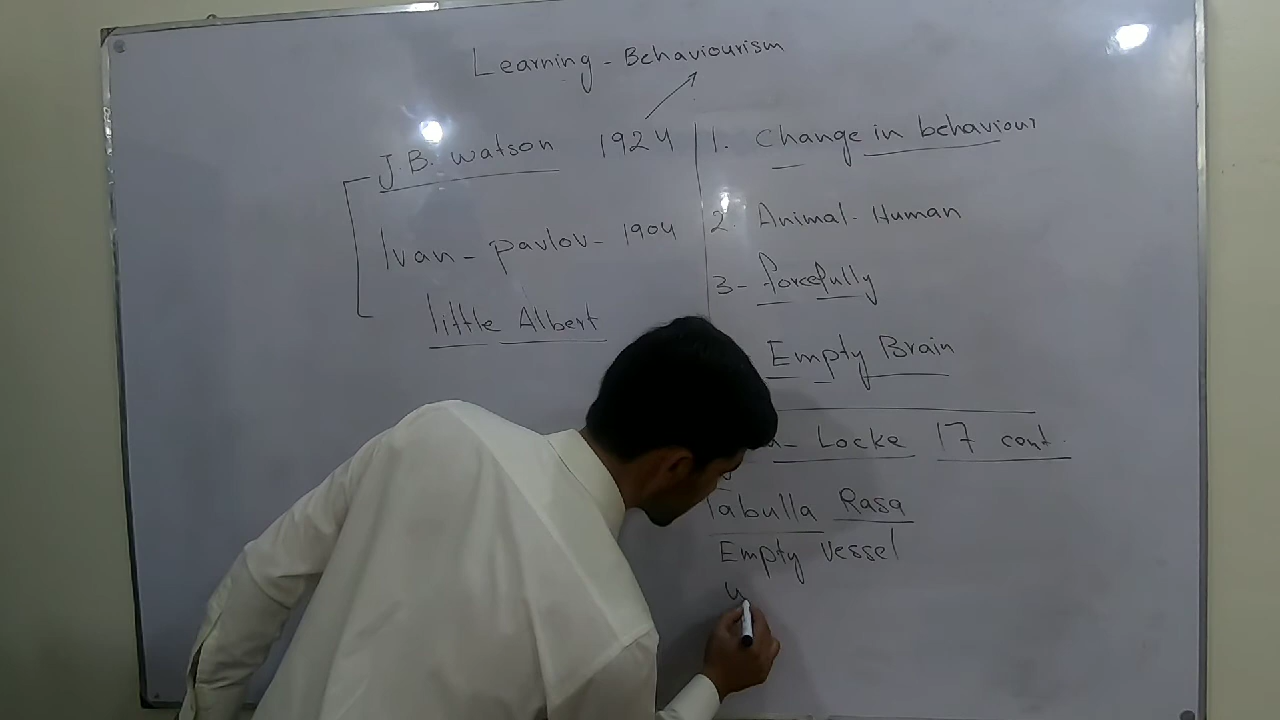 Learning - Behaviourism
J.B. Watson 1924
Ivan - pavlov - 1904
little Albert
1. Change in behaviour
2. Animal - Human
3- forcefully
Empty Brain
- Locke 17 cent.
Tabulla Rasa
Empty vessel